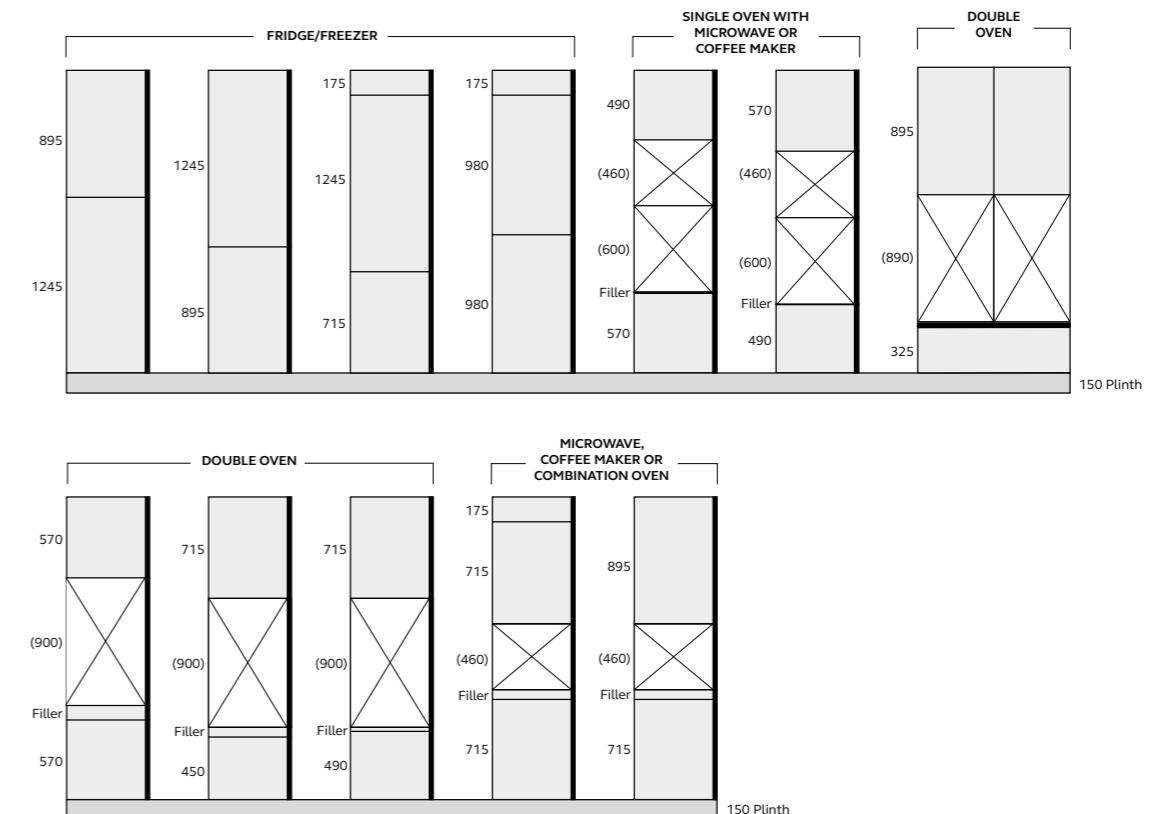 FRIDGE/FREEZER
SINGLE OVEN WITH
MICROWAVE OR
COFFEE MAKER
DOUBLE
OVEN
895
1245
1245
895
175
1245
715
175
980
980
490
(460)
(600)
Filler
570
570
(460)
(600)
Filler
490
895
(890)
325
150 Plinth
DOUBLE OVEN
MICROWAVE,
COFFEE MAKER OR
COMBINATION OVEN
570
(900)
Filler
570
715
(900)
Filler
450
715
(900)
Filler
490
175
715
(460)
Filler
715
895
(460)
Filler
715
150 Plinth